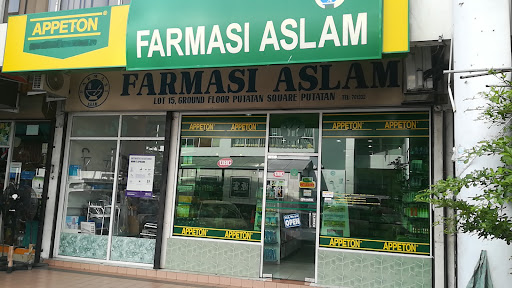 APPETON
FARMASI ASLAM
FARMASI ASLAM
LOT 15, GROUND FLOOR PUTATAN SQUARE PUTATAN
APPETON APPETON APPETON APPETON
OPEN
APPETON APPETON APPETON APPETON